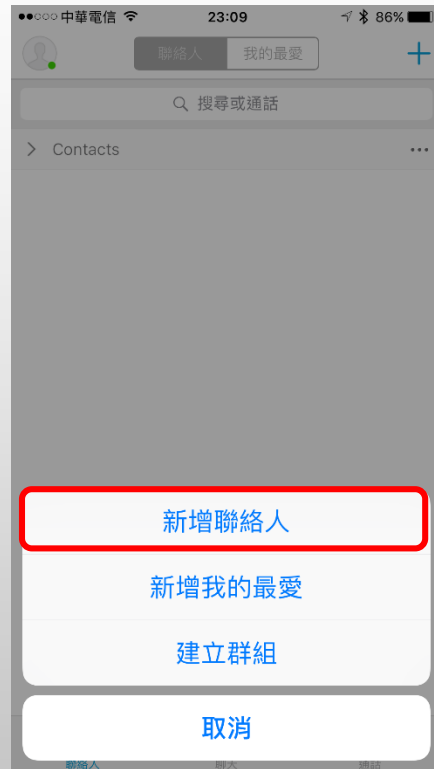 中華電信 23:09 86%
聯絡人 我的最愛
搜尋或通話
Contacts
新增聯絡人
新增我的最愛
建立群組
取消
聯絡人 聊天 通話